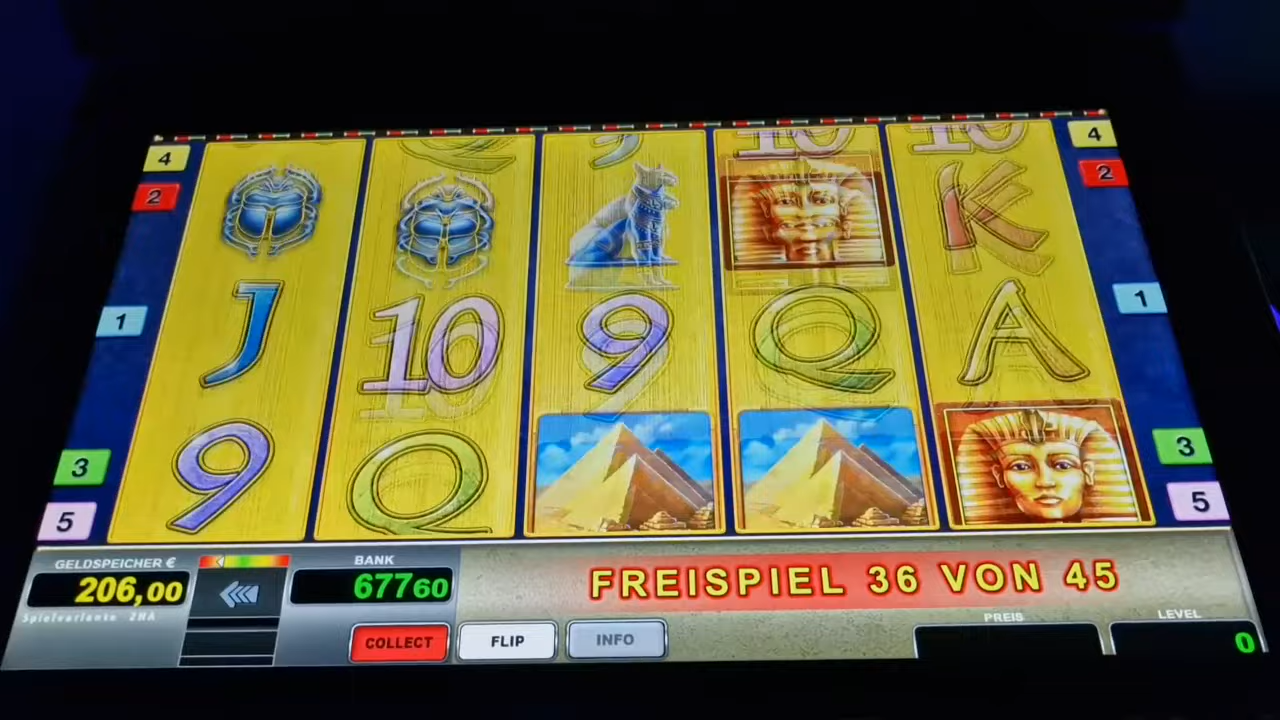 4 10 10 4
2 K 2
1 J 10 9 Q A 1
3 9 Q 3
5 5
GELDSPEICHER € BANK
206,00 677 60 FREISPIEL 36 VON 45
Spielvariante 2HA
PREIS LEVEL
COLLECT FLIP INFO 0